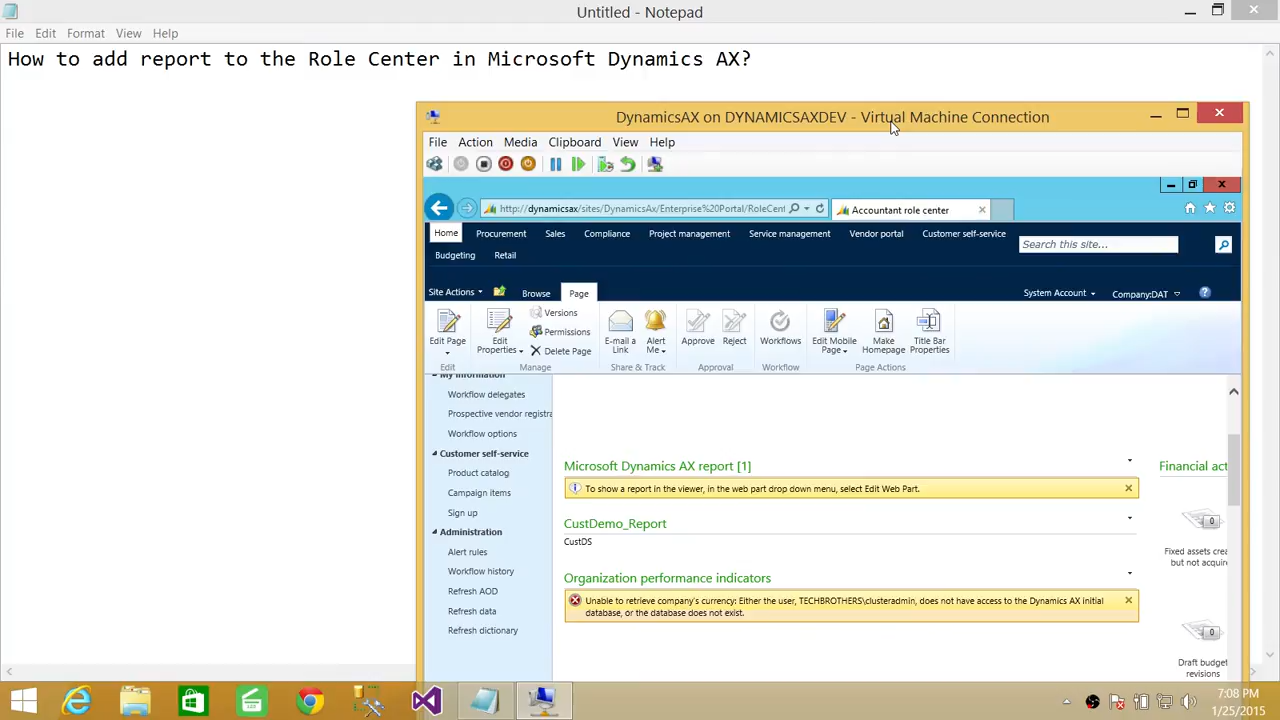 Untitled - Notepad
File Edit Format View Help
How to add report to the Role Center in Microsoft Dynamics AX?
DynamicsAX on DYNAMICSAXDEV - Virtual Machine Connection
File Action Media Clipboard View Help
http://dynamicsax/sites/DynamicsAx/Enterprise%20Portal/RoleCent
Accountant role center
Home Procurement Sales Compliance Project management Service management Vendor portal Customer self-service
Search this site...
Budgeting Retail
Site Actions Browse Page System Account Company:DAT
Edit Page
Edit Properties
Versions
Permissions
Delete Page
E-mail a Link
Alert Me
Approve
Reject
Workflows
Edit Mobile Page
Make Homepage
Title Bar Properties
Edit Manage Share & Track Approval Workflow Page Actions
My information
Workflow delegates
Prospective vendor registra
Workflow options
Customer self-service
Product catalog
Campaign items
Sign up
Administration
Alert rules
Workflow history
Refresh AOD
Refresh data
Refresh dictionary
Microsoft Dynamics AX report [1]
To show a report in the viewer, in the web part drop down menu, select Edit Web Part.
CustDemo_Report
CustDS
Organization performance indicators
Unable to retrieve company's currency: Either the user, TECHBROTHERS\clusteradmin, does not have access to the Dynamics AX initial
database, or the database does not exist.
Financial act
0
Fixed assets crea
but not acquire
0
Draft budge
revisions
7:08 PM
1/25/2015